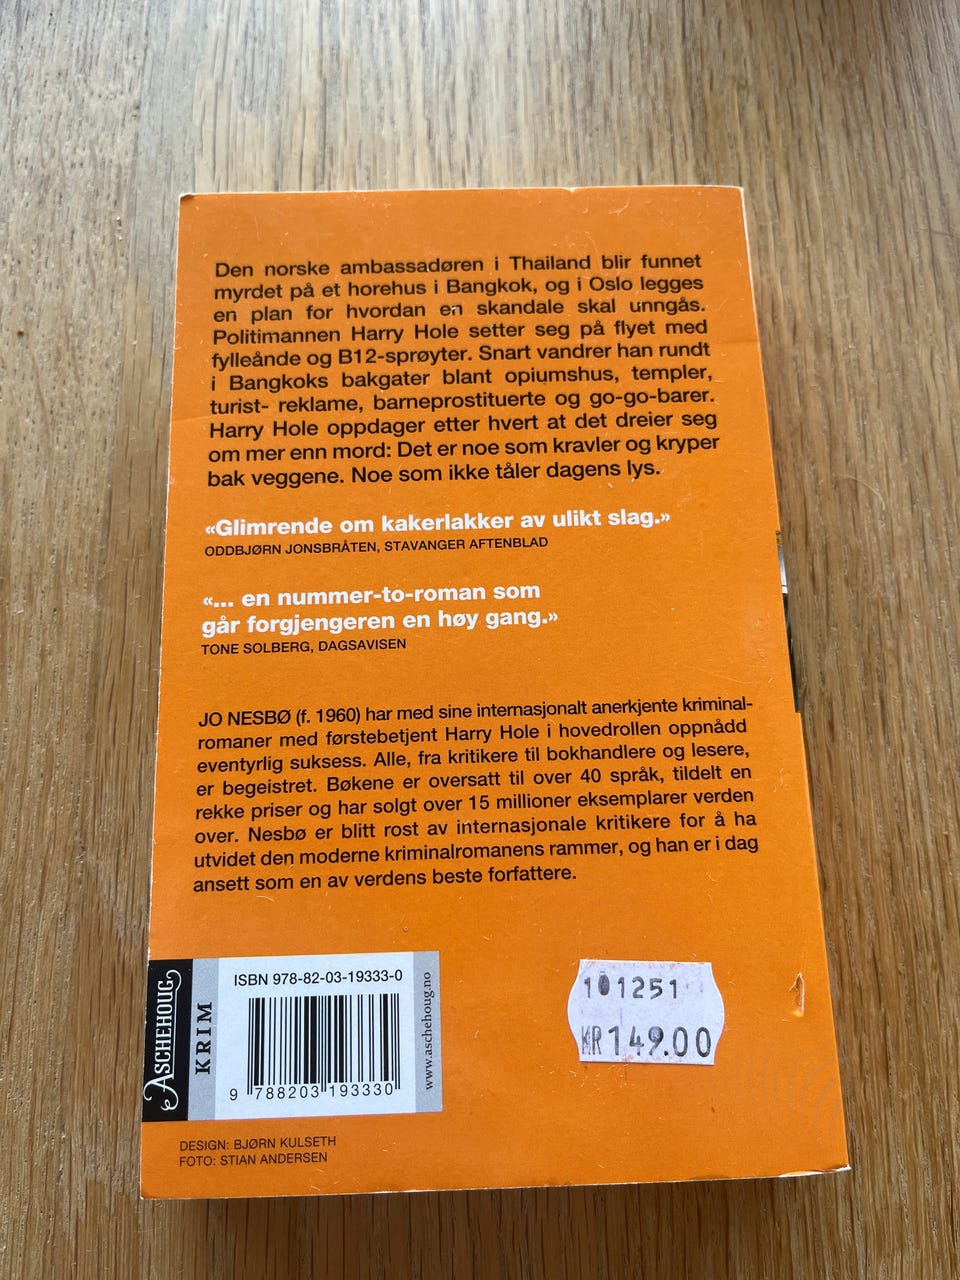 Den norske ambassadøren i Thailand blir funnet
myrdet på et horehus i Bangkok, og i Oslo legges
en plan for hvordan en skandale skal unngås.
Politimannen Harry Hole setter seg på flyet med
fylleånde og B12-sprøyter. Snart vandrer han rundt
i Bangkoks bakgater blant opiumshus, templer,
turist- reklame, barneprostituerte og go-go-barer.
Harry Hole oppdager etter hvert at det dreier seg
om mer enn mord: Det er noe som kravler og kryper
bak veggene. Noe som ikke tåler dagens lys.
«Glimrende om kakerlakker av ulikt slag.»
ODDBJØRN JONSBRÅTEN, STAVANGER AFTENBLAD
«... en nummer-to-roman som
går forgjengeren en høy gang.»
TONE SOLBERG, DAGSAVISEN
JO NESBØ (f. 1960) har med sine internasjonalt anerkjente kriminal-
romaner med førstebetjent Harry Hole i hovedrollen oppnådd
eventyrlig suksess. Alle, fra kritikere til bokhandlere og lesere,
er begeistret. Bøkene er oversatt til over 40 språk, tildelt en
rekke priser og har solgt over 15 millioner eksemplarer verden
over. Nesbø er blitt rost av internasjonale kritikere for å ha
utvidet den moderne kriminalromanens rammer, og han er i dag
ansett som en av verdens beste forfattere.
ASCHEHOUG
KRIM
ISBN 978-82-03-19333-0
9 788203 193330
www.aschehoug.no
101251
KR149.00
DESIGN: BJØRN KULSETH
FOTO: STIAN ANDERSEN